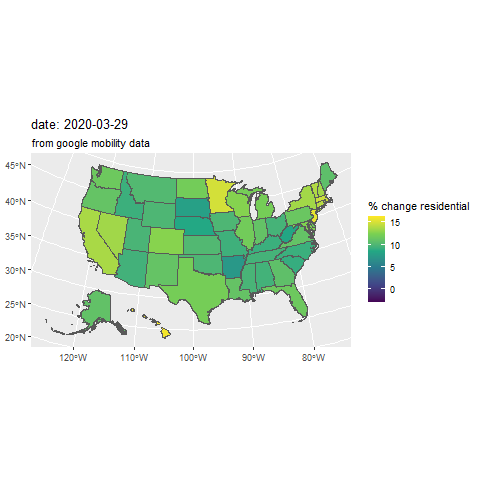 date: 2020-03-29
from google mobility data
45°N
40°N
35°N
30°N
25°N
20°N
120°W
110°W
100°W
90°W
80°W
% change residential
15
10
5
0